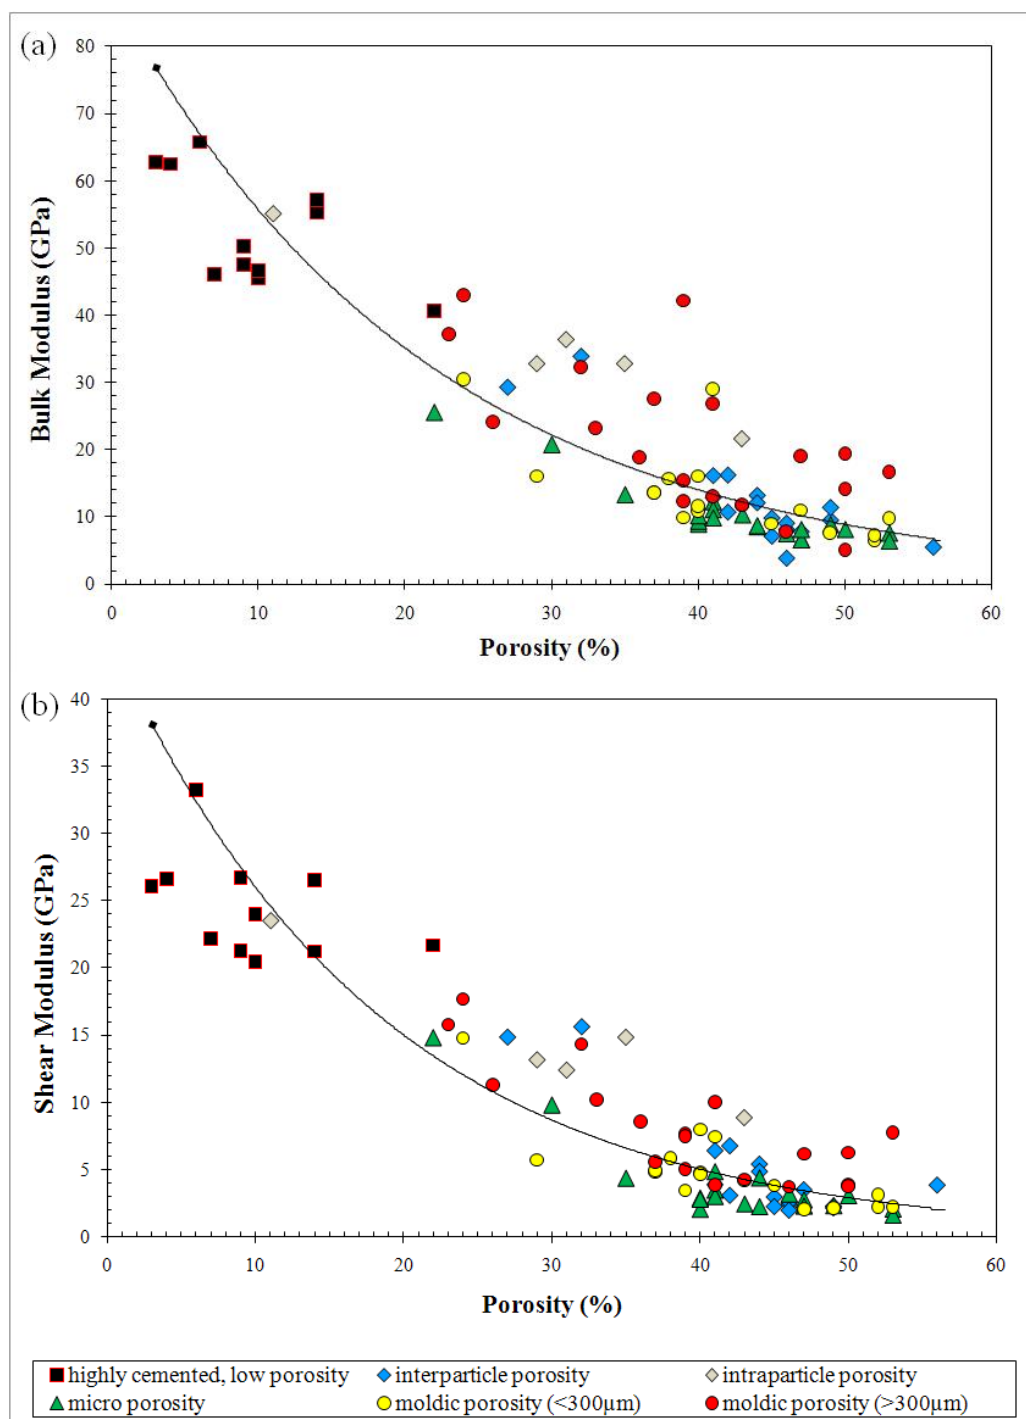 (a)
80
70
60
50
40
30
20
10
0
Bulk Modulus (GPa)
0 10 20 30 40 50 60
Porosity (%)
(b)
40
35
30
25
20
15
10
5
0
Shear Modulus (GPa)
0 10 20 30 40 50 60
Porosity (%)
highly cemented, low porosity interparticle porosity intraparticle porosity
micro porosity moldic porosity (<300µm) moldic porosity (>300µm)